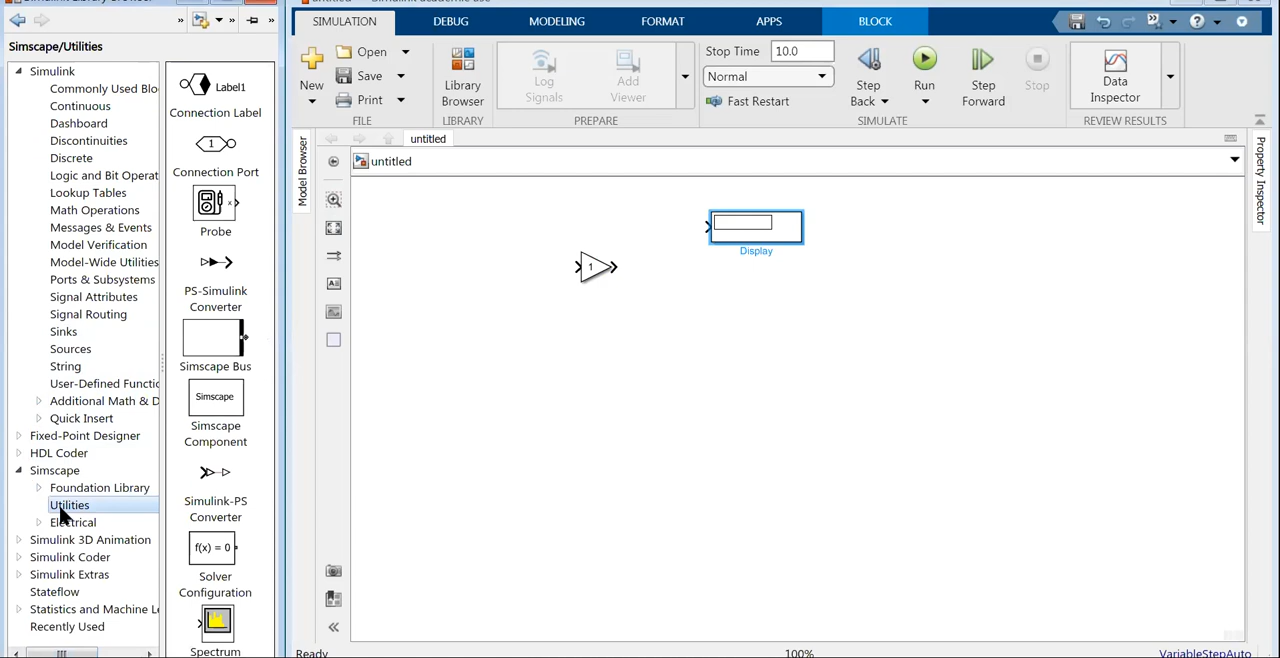 Simscape/Utilities
Simulink
Commonly Used Blo
Continuous
Dashboard
Discontinuities
Discrete
Logic and Bit Operat
Lookup Tables
Math Operations
Messages & Events
Model Verification
Model-Wide Utilities
Ports & Subsystems
Signal Attributes
Signal Routing
Sinks
Sources
String
User-Defined Functio
Additional Math & D
Quick Insert
Fixed-Point Designer
HDL Coder
Simscape
Foundation Library
Utilities
Electrical
Simulink 3D Animation
Simulink Coder
Simulink Extras
Stateflow
Statistics and Machine Le
Recently Used
Label1
Connection Label
1
Connection Port
x
Probe
PS-Simulink
Converter
Simscape Bus
Simscape
Simscape
Component
Simulink-PS
Converter
f(x) = 0
Solver
Configuration
Spectrum
SIMULATION
DEBUG
MODELING
FORMAT
APPS
BLOCK
New
Open
Save
Print
FILE
Library
Browser
LIBRARY
Log
Signals
Add
Viewer
PREPARE
Stop Time 10.0
Normal
Fast Restart
Step
Back
Run
Step
Forward
Stop
SIMULATE
Data
Inspector
REVIEW RESULTS
Model Browser
untitled
untitled
Property Inspector
Display
1
Ready
100%
VariableStepAuto